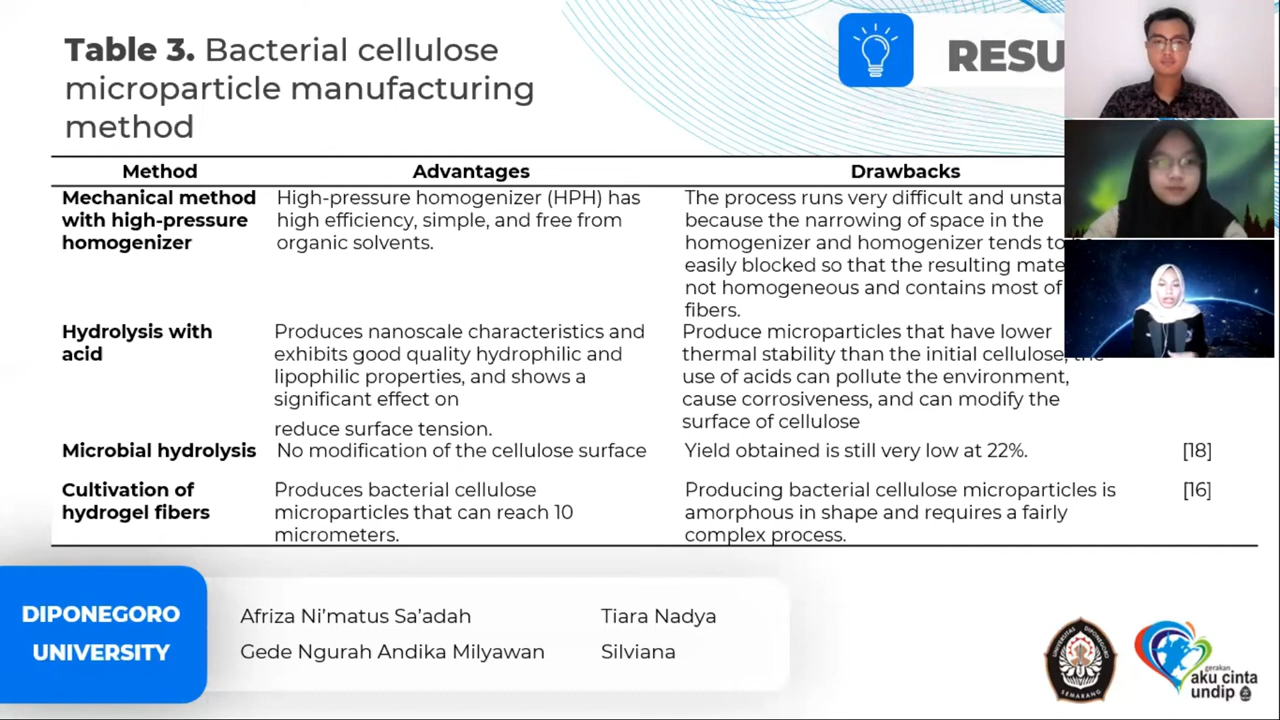 Table 3. Bacterial cellulose
microparticle manufacturing
method
Method Advantages Drawbacks
Mechanical method
with high-pressure
homogenizer
High-pressure homogenizer (HPH) has
high efficiency, simple, and free from
organic solvents.
The process runs very difficult and
because the narrowing of space in the
homogenizer and homogenizer tends to
easily blocked so that the resulting
not homogeneous and contains most of
fibers.
Hydrolysis with
acid
Produces nanoscale characteristics and
exhibits good quality hydrophilic and
lipophilic properties, and shows a
significant effect on
reduce surface tension.
Produce microparticles that have lower
thermal stability than the initial cellulose,
use of acids can pollute the environment,
cause corrosiveness, and can modify the
surface of cellulose
Microbial hydrolysis
No modification of the cellulose surface
Yield obtained is still very low at 22%.
[18]
Cultivation of
hydrogel fibers
Produces bacterial cellulose
microparticles that can reach 10
micrometers.
Producing bacterial cellulose microparticles is
amorphous in shape and requires a fairly
complex process.
[16]
DIPONEGORO
UNIVERSITY
Afriza Ni’matus Sa’adah
Gede Ngurah Andika Milyawan
Tiara Nadya
Silviana
UNIVERSITAS DIPONEGORO
SEMARANG
gerakan
aku cinta
undip